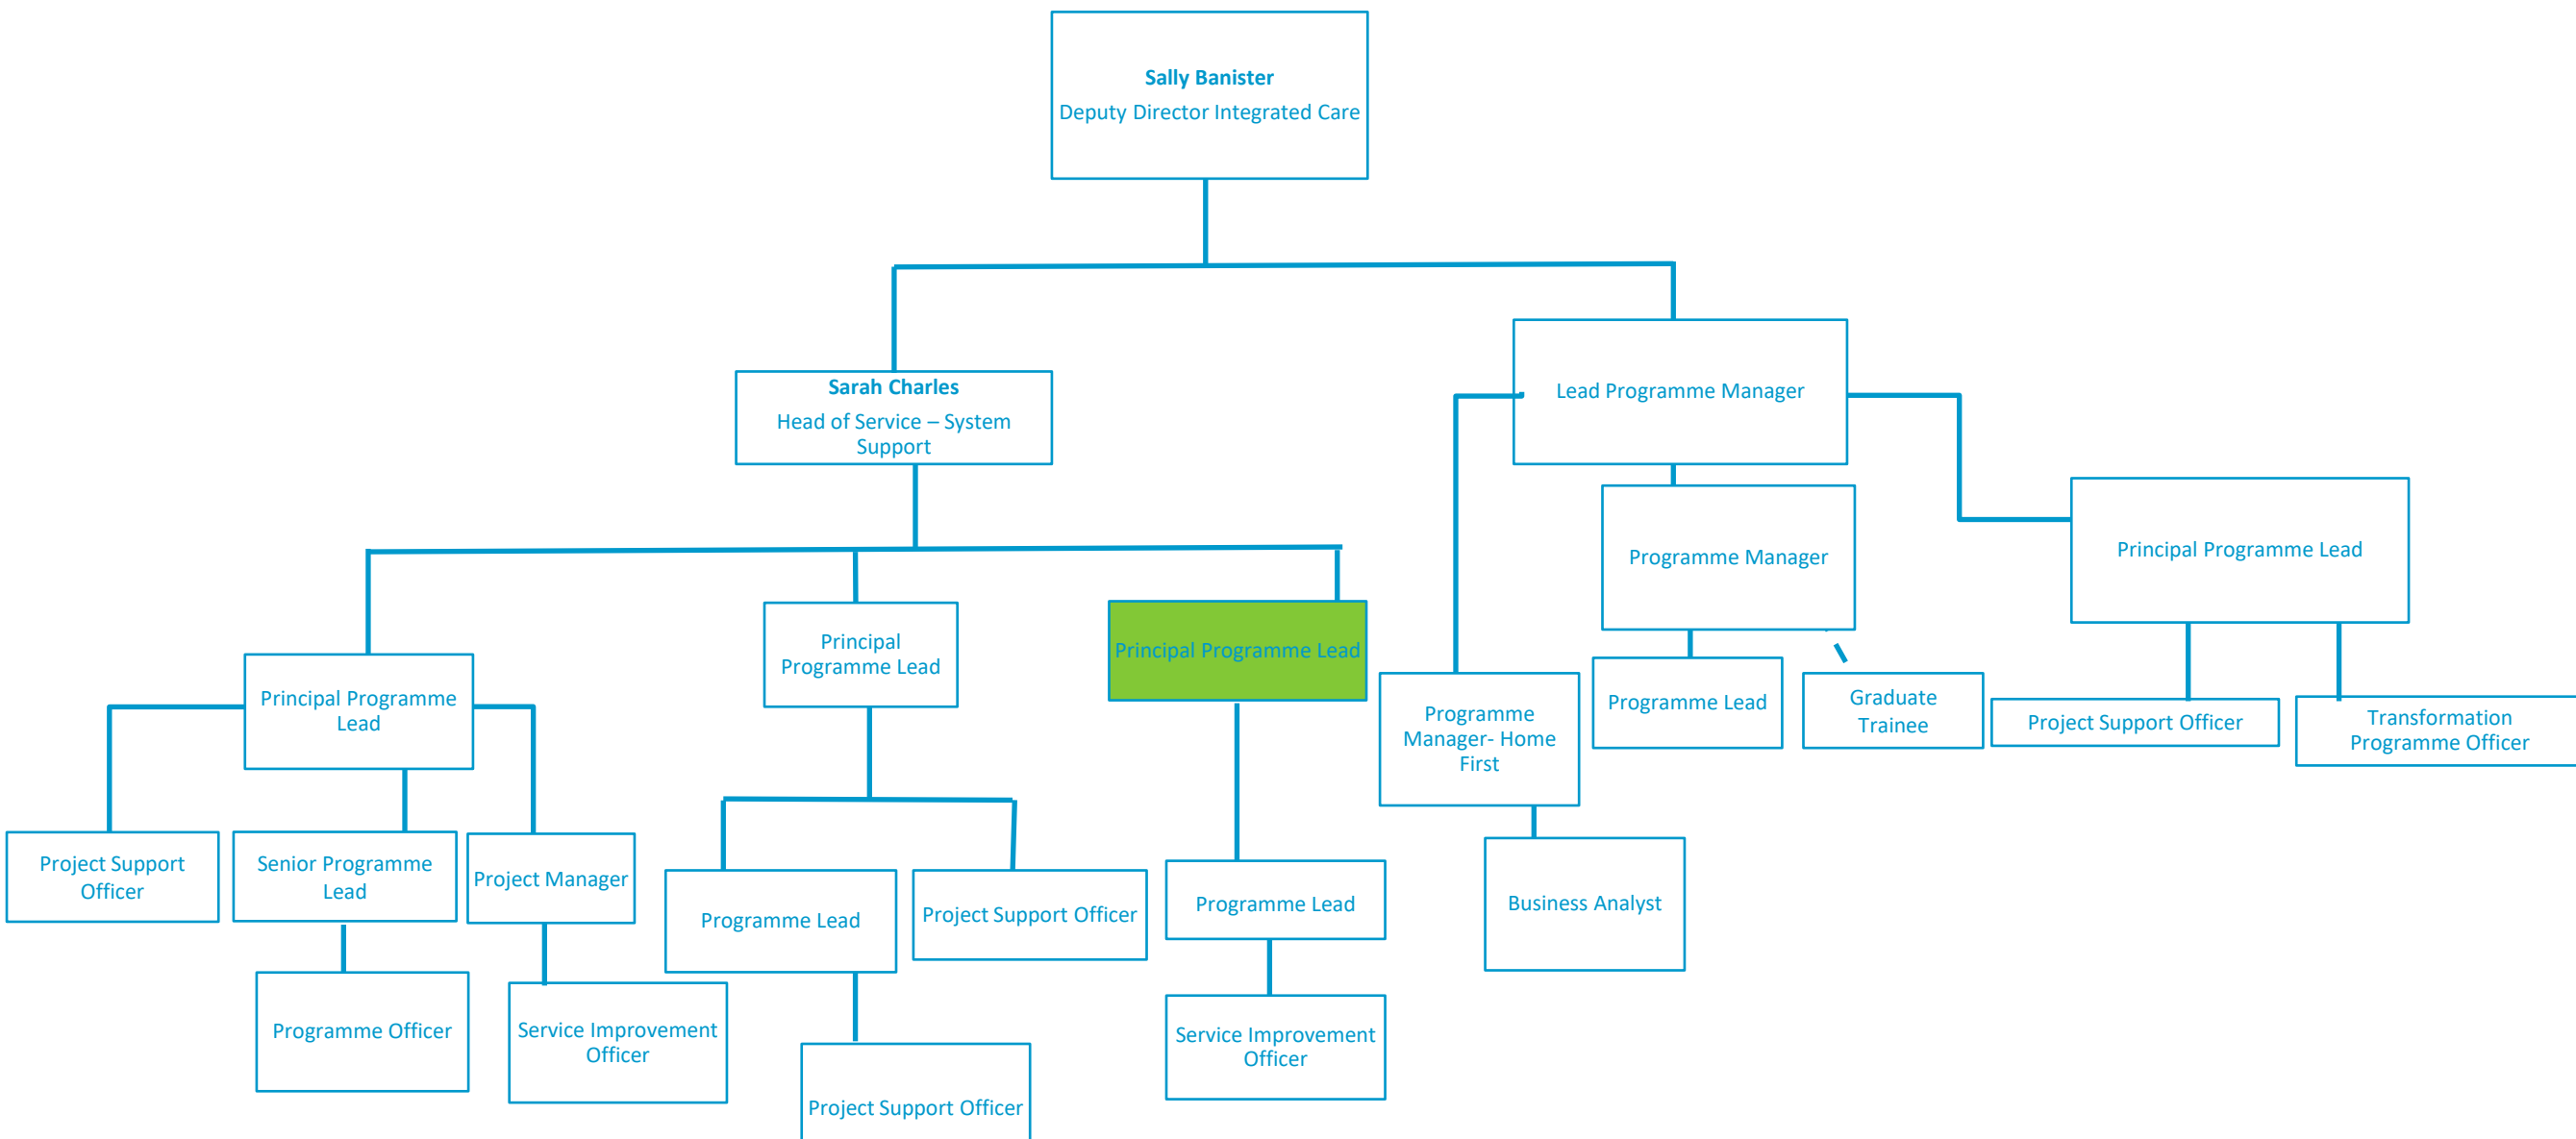 Sally Banister
Deputy Director Integrated Care
Sarah Charles
Head of Service – System
Support
Lead Programme Manager
Programme Manager
Principal Programme Lead
Principal Programme
Lead
Principal
Programme Lead
Principal Programme Lead
Programme
Manager- Home
First
Programme Lead
Graduate
Trainee
Project Support Officer
Transformation
Programme Officer
Project Support
Officer
Senior Programme
Lead
Project Manager
Programme Lead
Project Support Officer
Programme Lead
Business Analyst
Programme Officer
Service Improvement
Officer
Project Support Officer
Service Improvement
Officer